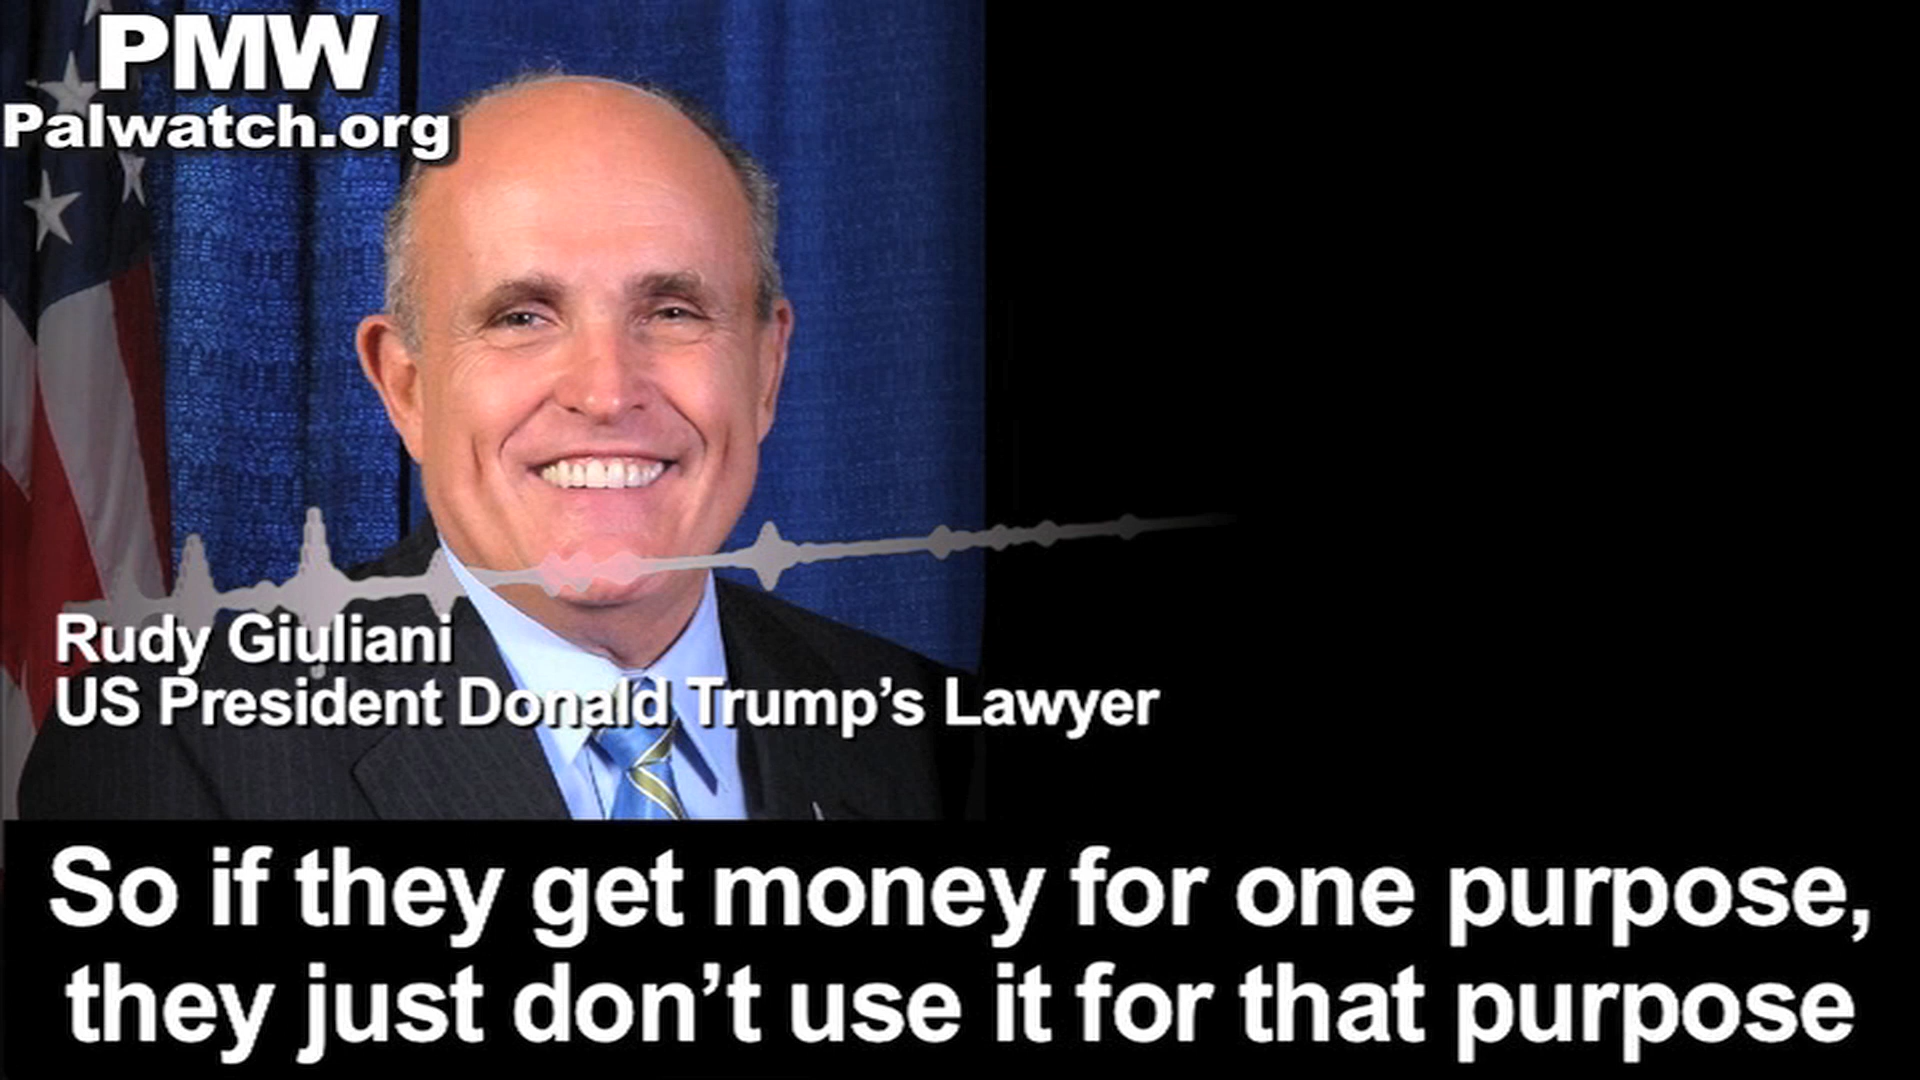 PMW
Palwatch.org
Rudy Giuliani
US President Donald Trump’s Lawyer
So if they get money for one purpose,
they just don’t use it for that purpose